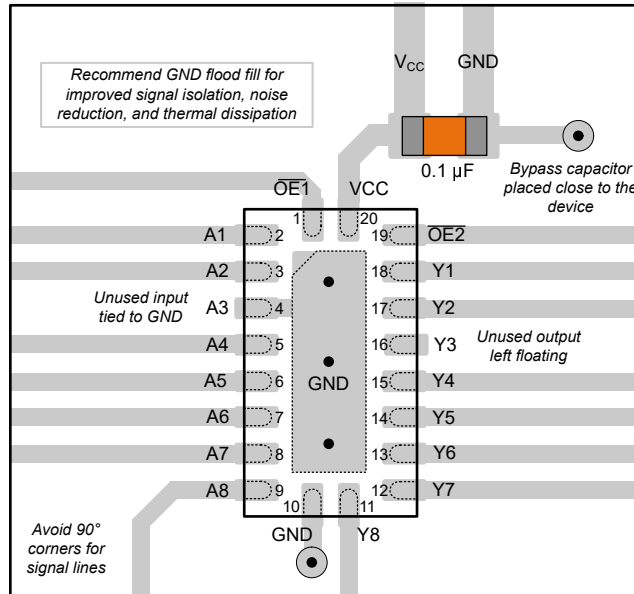 Recommend GND flood fill for
improved signal isolation, noise
reduction, and thermal dissipation
VCC
GND
0.1 µF
Bypass capacitor
placed close to the
device
O̅E̅1̅
VCC
1
20
A1
2
19
O̅E̅2̅
A2
3
18
Y1
Unused input
tied to GND
A3
4
17
Y2
A4
5
16
Y3
Unused output
left floating
A5
6
GND
15
Y4
A6
7
14
Y5
A7
8
13
Y6
A8
9
12
Y7
10
11
GND
Y8
Avoid 90°
corners for
signal lines